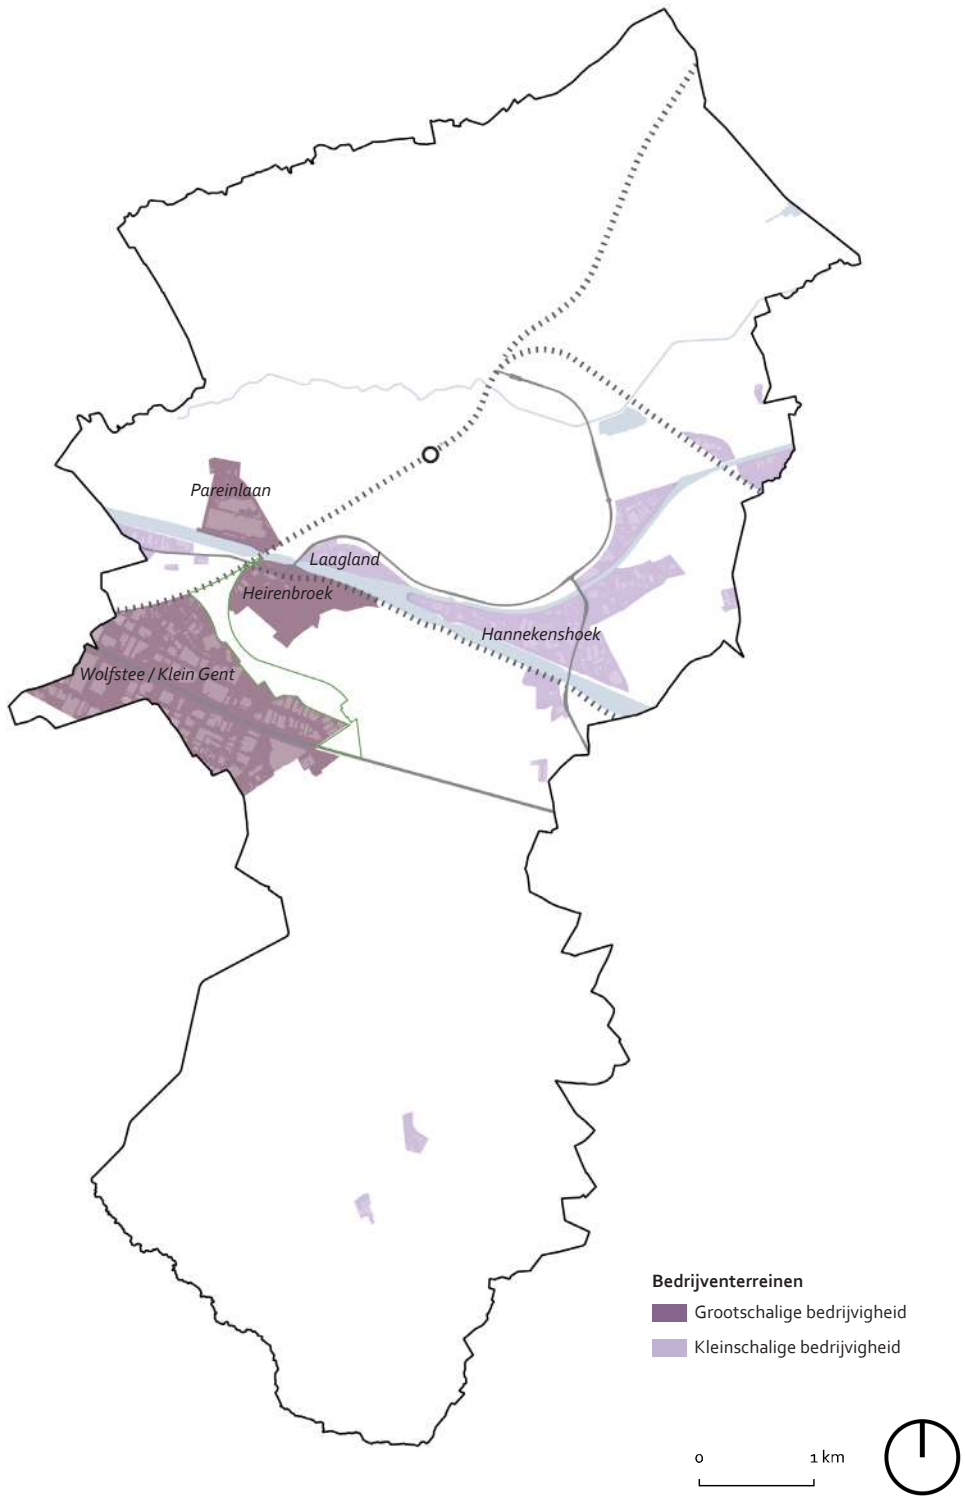 Pareinlaan
Laagland
Heirenbroek
Hannekenshoek
Wolfstee / Klein Gent
Bedrijventerreinen
Grootschalige bedrijvigheid
Kleinschalige bedrijvigheid
0 1 km